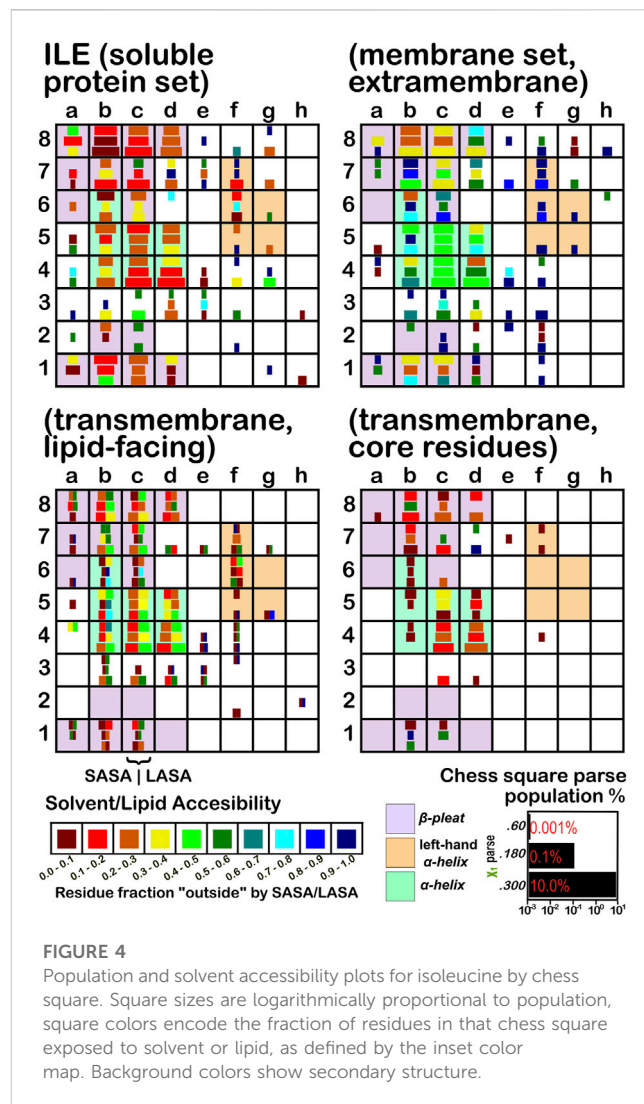 ILE (soluble
protein set)
a b c d e f g h
8
7
6
5
4
3
2
1
(membrane set,
extramembrane)
a b c d e f g h
8
7
6
5
4
3
2
1
(transmembrane,
lipid-facing)
a b c d e f g h
8
7
6
5
4
3
2
1
SASA | LASA
(transmembrane,
core residues)
a b c d e f g h
8
7
6
5
4
3
2
1
Solvent/Lipid Accesibility
0.0 - 0.1 0.1 - 0.2 0.2 - 0.3 0.3 - 0.4 0.4 - 0.5 0.5 - 0.6 0.6 - 0.7 0.7 - 0.8 0.8 - 0.9 0.9 - 1.0
Residue fraction "outside" by SASA/LASA
β-pleat
left-hand
α-helix
α-helix
Chess square parse
population %
χ₁ parse
.60 0.001%
.180 0.1%
.300 10.0%
10⁻³ 10⁻² 10⁻¹ 10⁰ 10¹
FIGURE 4
Population and solvent accessibility plots for isoleucine by chess
square. Square sizes are logarithmically proportional to population,
square colors encode the fraction of residues in that chess square
exposed to solvent or lipid, as defined by the inset color
map. Background colors show secondary structure.